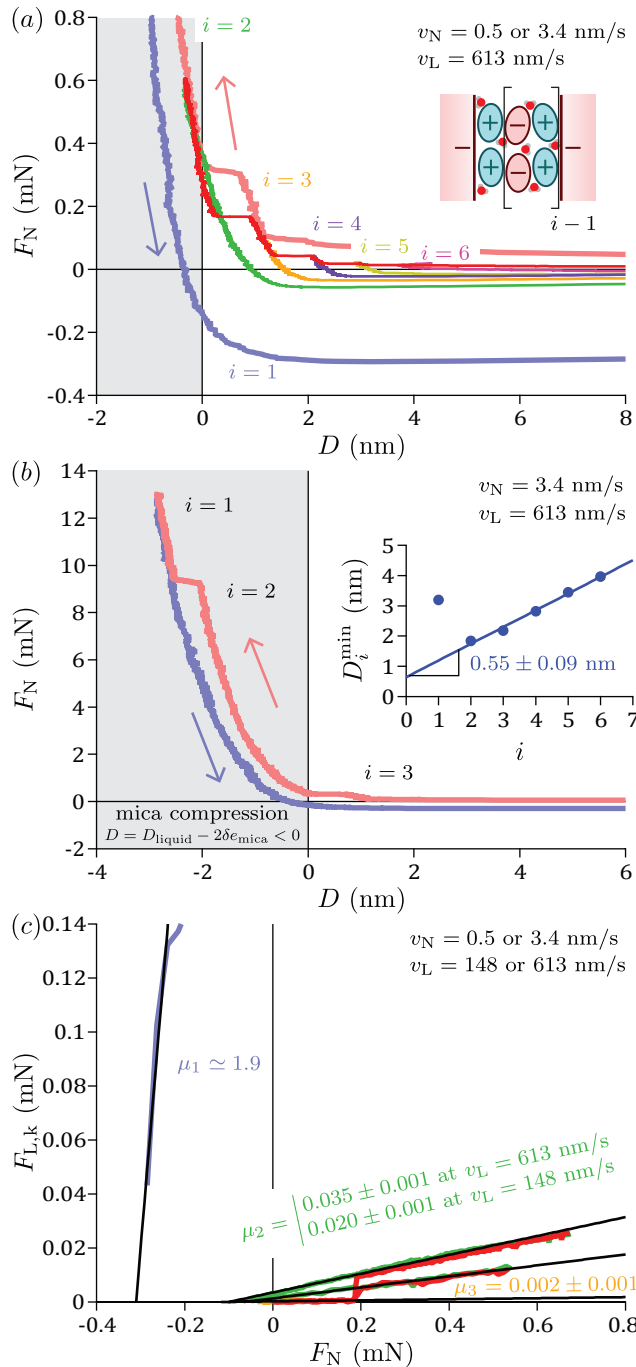 (a)
i = 2
v_N = 0.5 or 3.4 nm/s
v_L = 613 nm/s
+ − +
− −
+ − +
i − 1
i = 3
i = 4
i = 5
i = 6
i = 1
F_N (mN)
0.8
0.6
0.4
0.2
0
-0.2
-0.4
-2 0 2 4 6 8
D (nm)
(b)
v_N = 3.4 nm/s
v_L = 613 nm/s
i = 1
i = 2
i = 3
F_N (mN)
14
12
10
8
6
4
2
0
-2
mica compression
D = D_liquid − 2δe_mica < 0
-4 -2 0 2 4 6
D (nm)
D_i^min (nm)
5
4
3
2
1
0
0.55 ± 0.09 nm
0 1 2 3 4 5 6 7
i
(c)
v_N = 0.5 or 3.4 nm/s
v_L = 148 or 613 nm/s
F_L,k (mN)
0.14
0.12
0.1
0.08
0.06
0.04
0.02
0
μ_1 ≃ 1.9
μ_2 = | 0.035 ± 0.001 at v_L = 613 nm/s
0.020 ± 0.001 at v_L = 148 nm/s
μ_3 = 0.002 ± 0.001
-0.4 -0.2 0 0.2 0.4 0.6 0.8
F_N (mN)